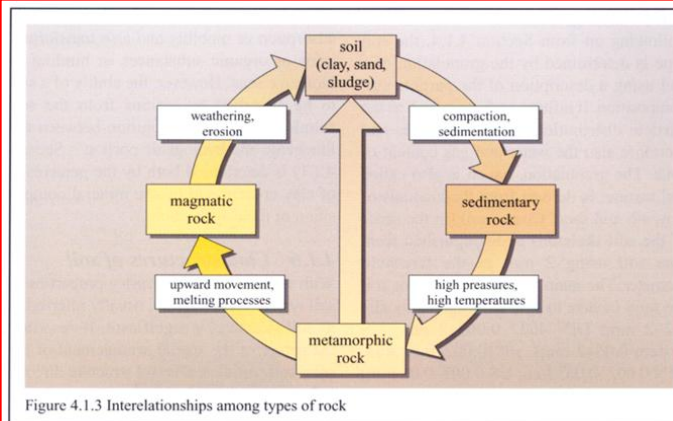 soil
(clay, sand,
sludge)
weathering,
erosion
compaction,
sedimentation
magmatic
rock
sedimentary
rock
upward movement,
melting processes
high preasures,
high temperatures
metamorphic
rock
Figure 4.1.3 Interelationships among types of rock